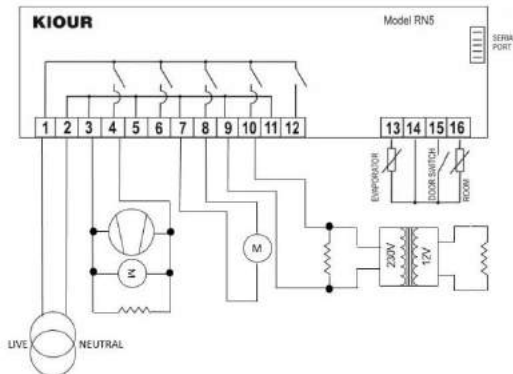 KIOUR
Model RN5
SERIA
PORT
1 2 3 4 5 6 7 8 9 10 11 12
13 14 15 16
EVAPORATOR
DOOR SWITCH
ROOM
M
M
230V
12V
LIVE
NEUTRAL